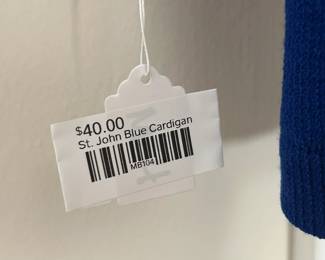 $40.00
St. John Blue Cardigan
MB104